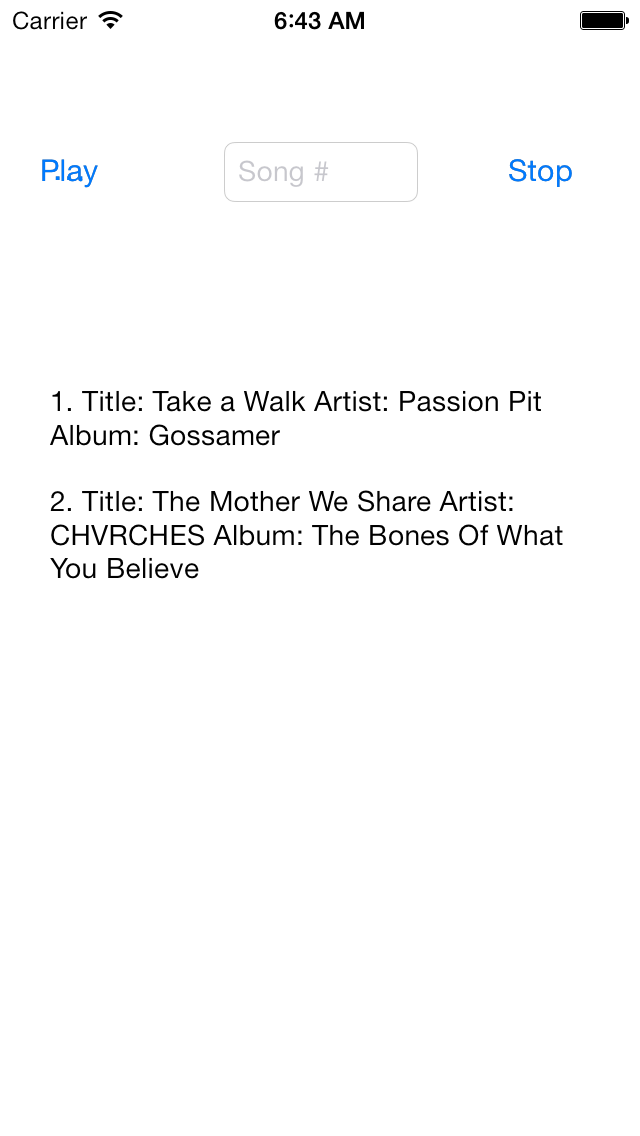 Carrier 6:43 AM
Play Song # Stop
1. Title: Take a Walk Artist: Passion Pit
Album: Gossamer
2. Title: The Mother We Share Artist:
CHVRCHES Album: The Bones Of What
You Believe